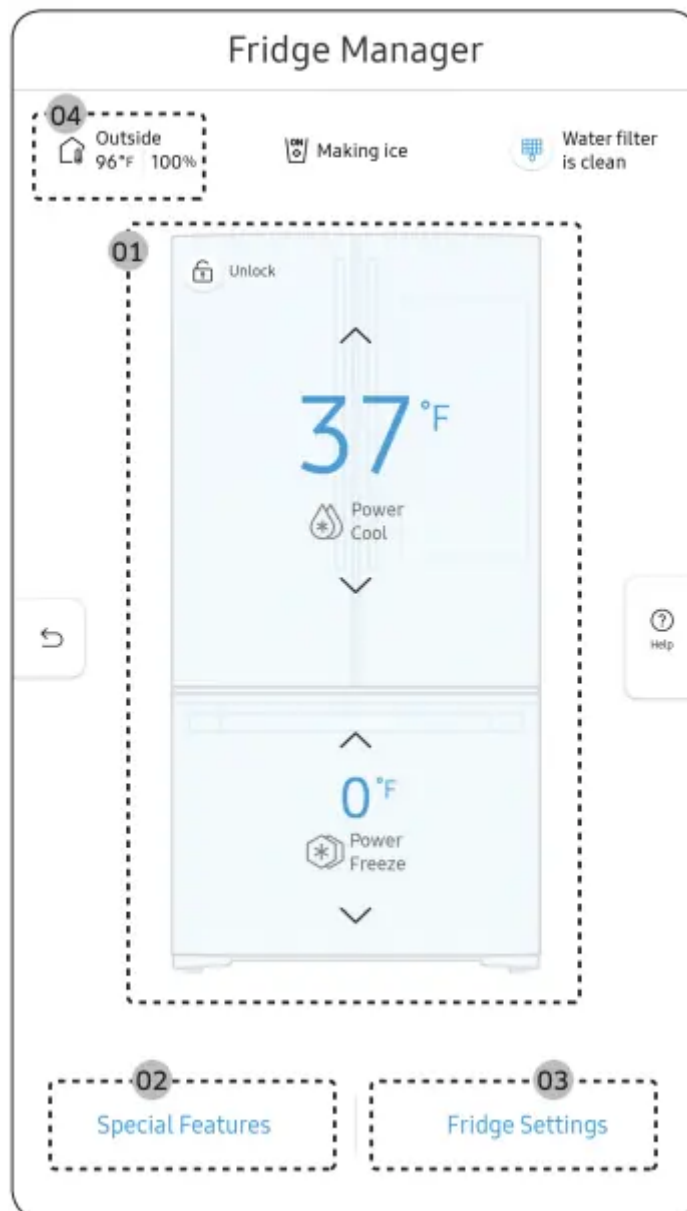 Fridge Manager
04
Outside
96°F 100%
ON
Making ice
Water filter
is clean
01
Unlock
37°F
Power
Cool
?
Help
0°F
Power
Freeze
02
Special Features
03
Fridge Settings